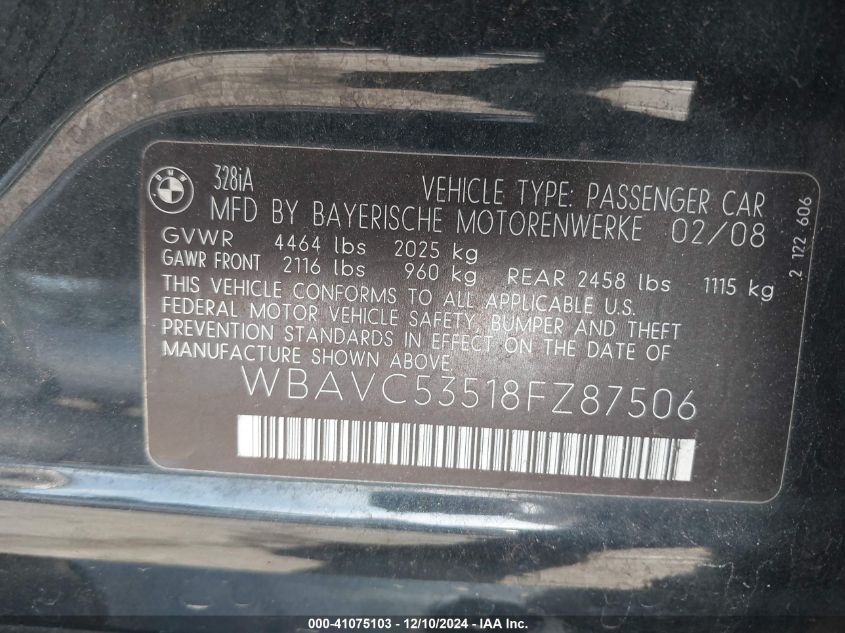 BMW
328iA
VEHICLE TYPE: PASSENGER CAR
MFD BY BAYERISCHE MOTORENWERKE 02/08
GVWR 4464 lbs 2025 kg
GAWR FRONT 2116 lbs 960 kg REAR 2458 lbs 1115 kg
THIS VEHICLE CONFORMS TO ALL APPLICABLE U.S.
FEDERAL MOTOR VEHICLE SAFETY, BUMPER AND THEFT
PREVENTION STANDARDS IN EFFECT ON THE DATE OF
MANUFACTURE SHOWN ABOVE.
WBAVC53518FZ87506
2 122 606
000-41075103 - 12/10/2024 - IAA Inc.